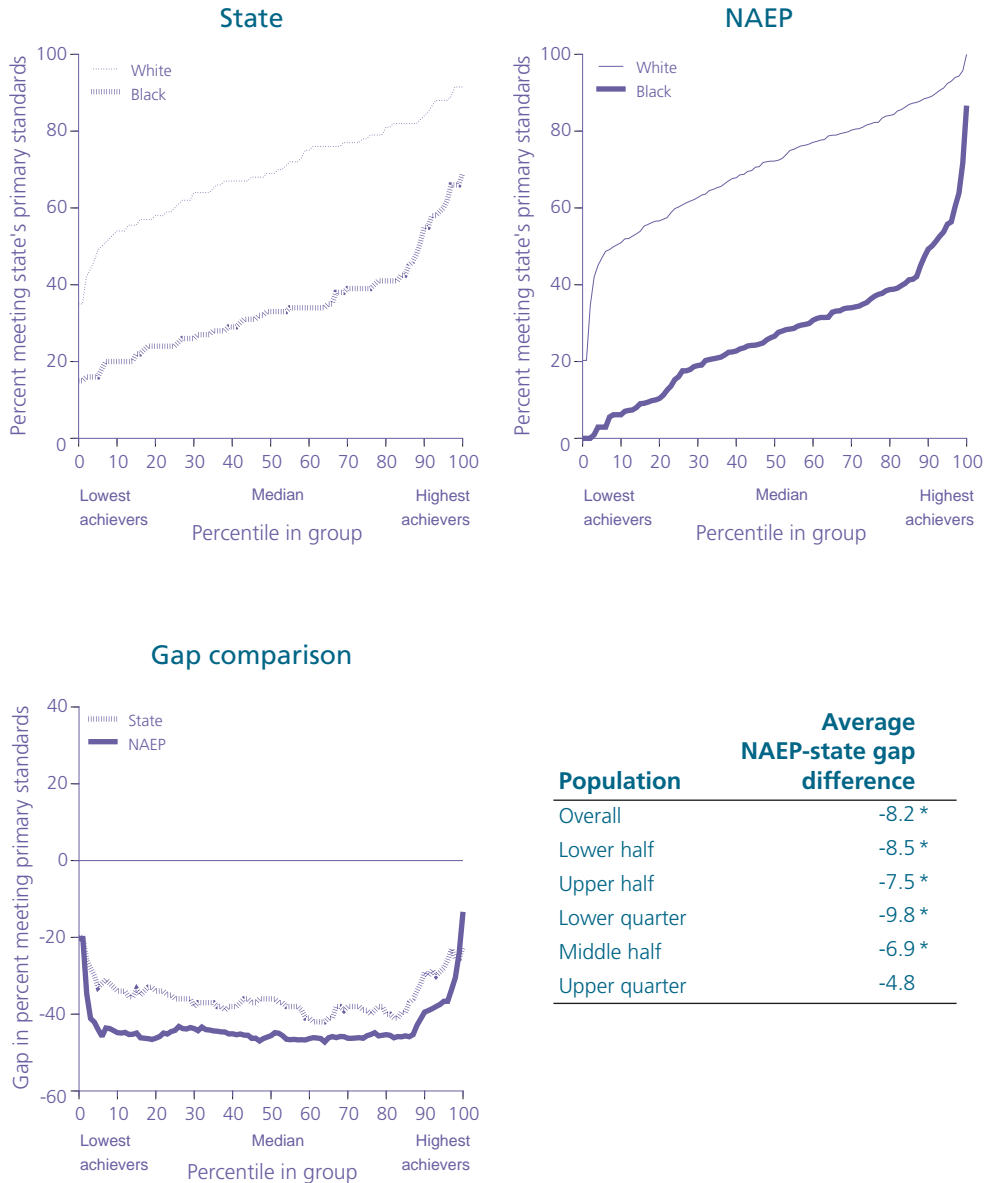 State
Percent meeting state's primary standards
100
80
60
40
20
0
White
Black
0 10 20 30 40 50 60 70 80 90 100
Lowest achievers
Median
Highest achievers
Percentile in group
NAEP
Percent meeting state's primary standards
100
80
60
40
20
0
White
Black
0 10 20 30 40 50 60 70 80 90 100
Lowest achievers
Median
Highest achievers
Percentile in group
Gap comparison
Gap in percent meeting primary standards
40
20
0
-20
-40
-60
State
NAEP
0 10 20 30 40 50 60 70 80 90 100
Lowest achievers
Median
Highest achievers
Percentile in group
Population
Average
NAEP-state gap
difference
Overall -8.2 *
Lower half -8.5 *
Upper half -7.5 *
Lower quarter -9.8 *
Middle half -6.9 *
Upper quarter -4.8